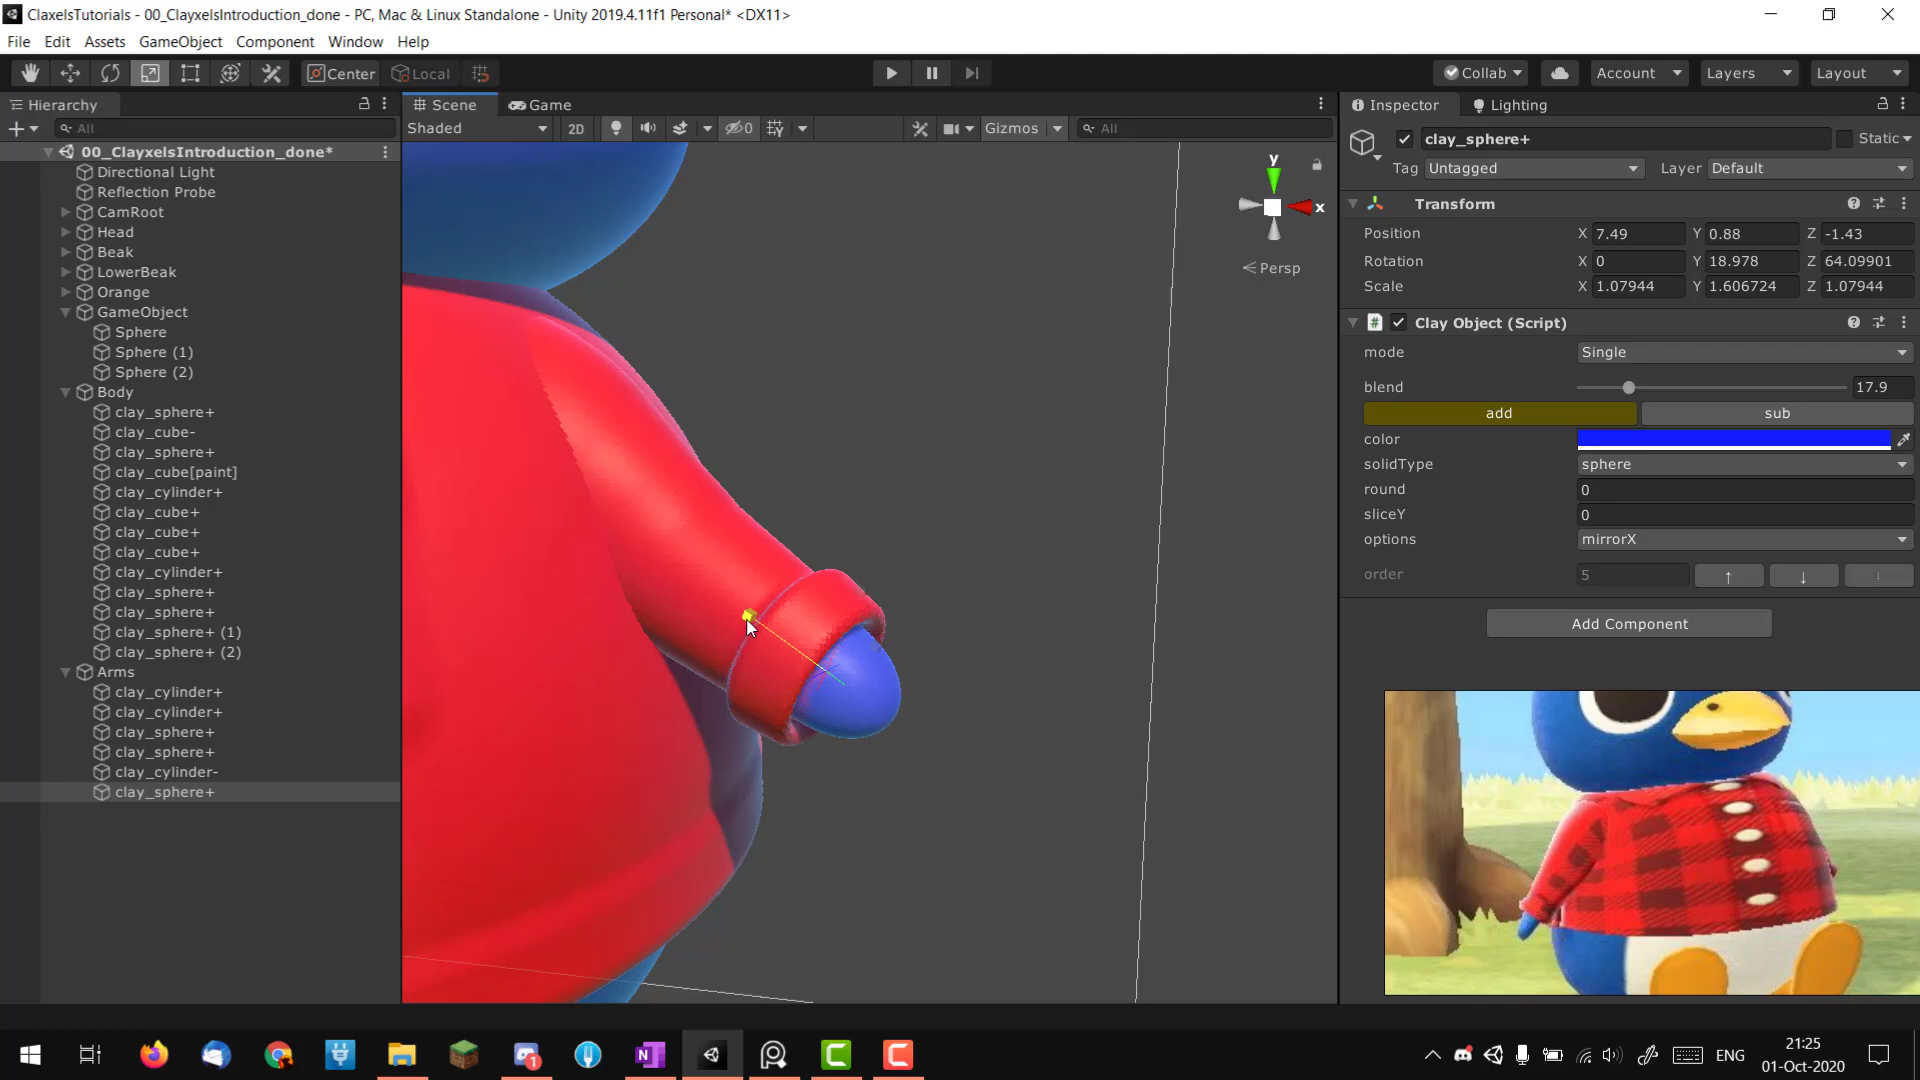 ClaxelsTutorials - 00_ClayxelsIntroduction_done - PC, Mac & Linux Standalone - Unity 2019.4.11f1 Personal* <DX11>
File Edit Assets GameObject Component Window Help
Center Local Collab Account Layers Layout
Hierarchy
All
00_ClayxelsIntroduction_done*
Directional Light
Reflection Probe
CamRoot
Head
Beak
LowerBeak
Orange
GameObject
Sphere
Sphere (1)
Sphere (2)
Body
clay_sphere+
clay_cube-
clay_sphere+
clay_cube[paint]
clay_cylinder+
clay_cube+
clay_cube+
clay_cube+
clay_cylinder+
clay_sphere+
clay_sphere+
clay_sphere+ (1)
clay_sphere+ (2)
Arms
clay_cylinder+
clay_cylinder+
clay_sphere+
clay_sphere+
clay_cylinder-
clay_sphere+
Scene Game
Shaded 2D 0 Gizmos All
y
x
Persp
Inspector Lighting
clay_sphere+ Static
Tag Untagged Layer Default
Transform
Position X 7.49 Y 0.88 Z -1.43
Rotation X 0 Y 18.978 Z 64.09901
Scale X 1.07944 Y 1.606724 Z 1.07944
# Clay Object (Script)
mode Single
blend 17.9
add sub
color
solidType sphere
round 0
sliceY 0
options mirrorX
order 5 ↑ ↓ ⋮
Add Component
ENG
21:25
01-Oct-2020